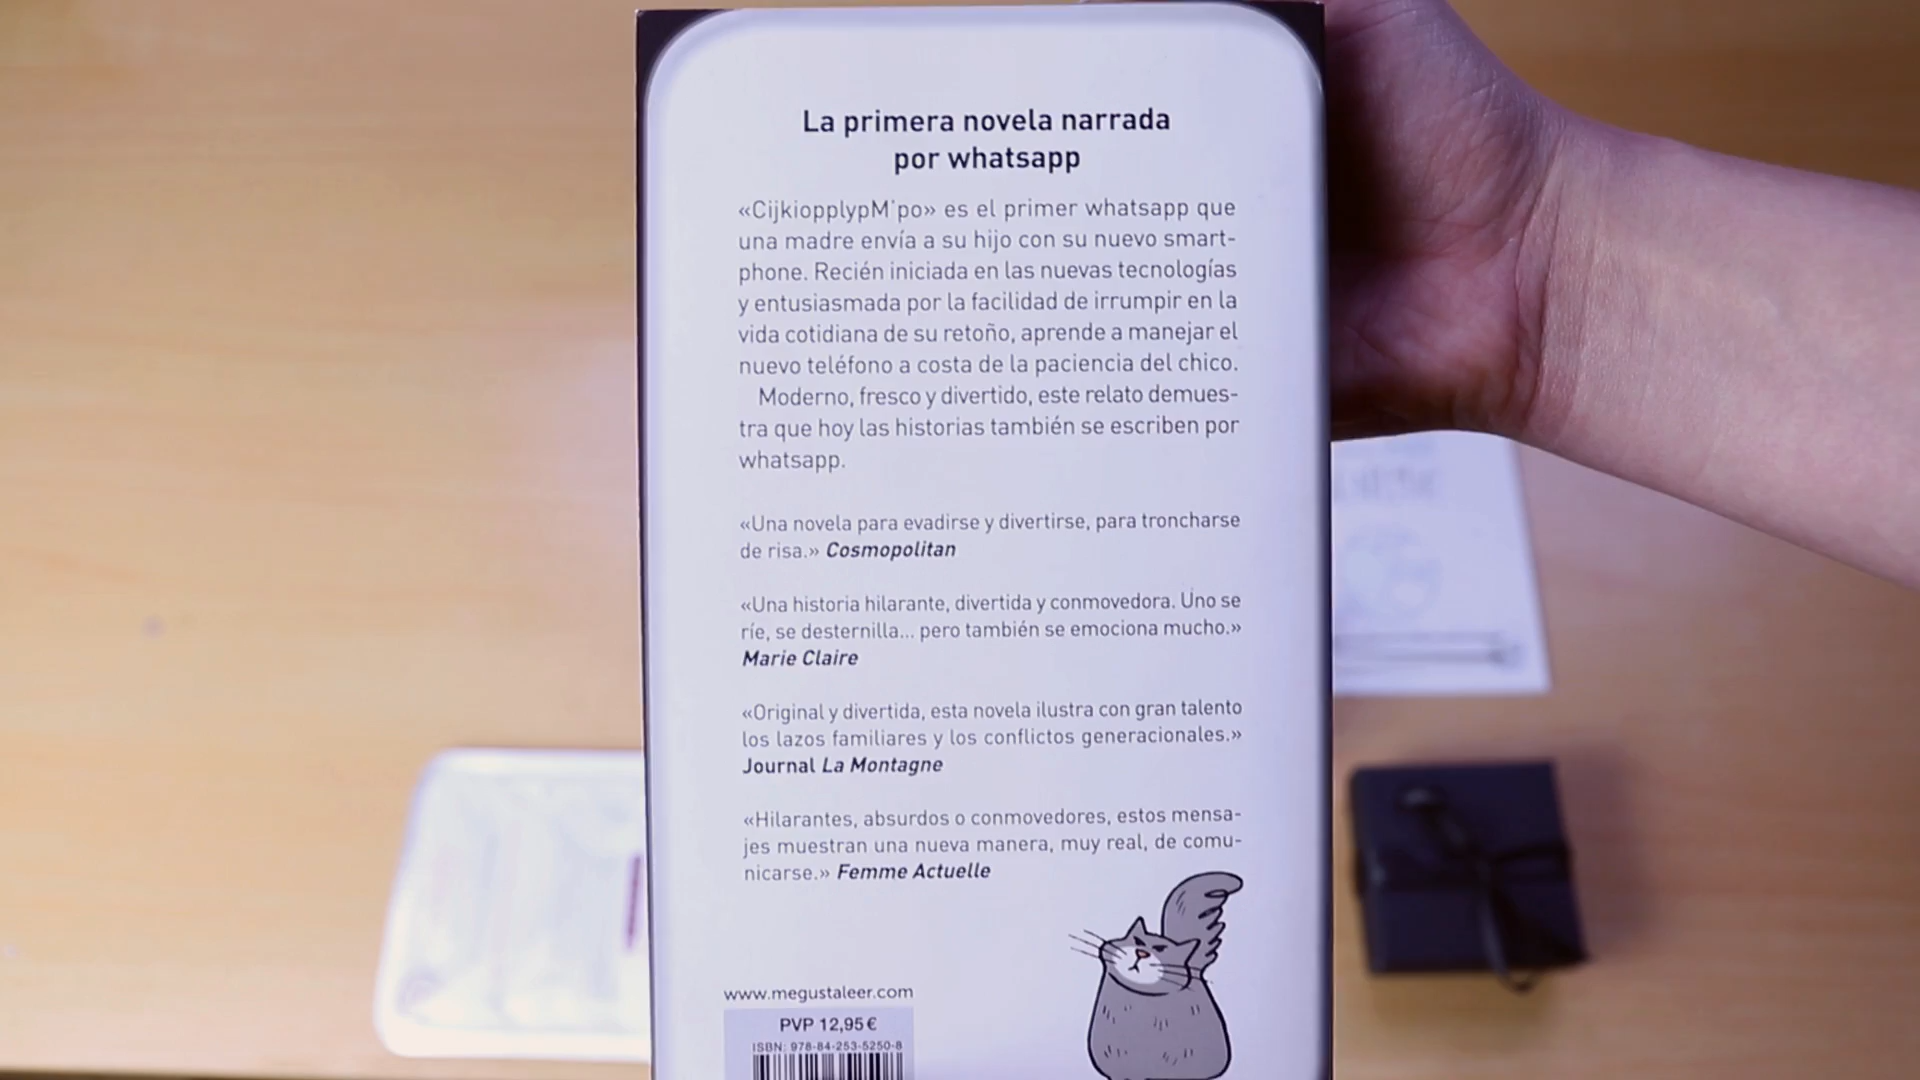 La primera novela narrada
por whatsapp
«CijkiopplypM'po» es el primer whatsapp que
una madre envía a su hijo con su nuevo smart-
phone. Recién iniciada en las nuevas tecnologías
y entusiasmada por la facilidad de irrumpir en la
vida cotidiana de su retoño, aprende a manejar el
nuevo teléfono a costa de la paciencia del chico.
Moderno, fresco y divertido, este relato demues-
tra que hoy las historias también se escriben por
whatsapp.
«Una novela para evadirse y divertirse, para troncharse
de risa.» Cosmopolitan
«Una historia hilarante, divertida y conmovedora. Uno se
ríe, se desternilla... pero también se emociona mucho.»
Marie Claire
«Original y divertida, esta novela ilustra con gran talento
los lazos familiares y los conflictos generacionales.»
Journal La Montagne
«Hilarantes, absurdos o conmovedores, estos mensa-
jes muestran una nueva manera, muy real, de comu-
nicarse.» Femme Actuelle
www.megustaleer.com
PVP 12,95 €
ISBN: 978-84-253-5250-8